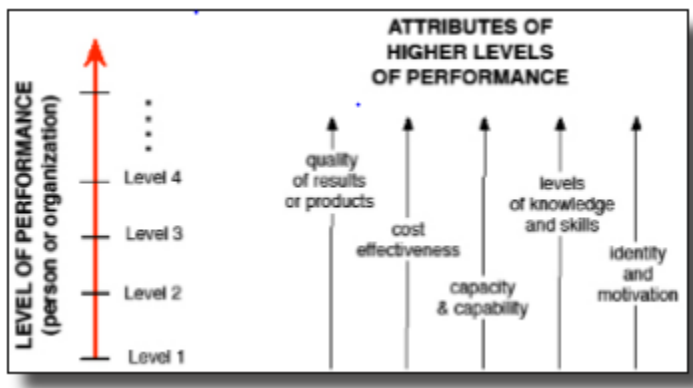 ATTRIBUTES OF
HIGHER LEVELS
OF PERFORMANCE
LEVEL OF PERFORMANCE
(person or organization)
Level 4
Level 3
Level 2
Level 1
quality
of results
or products
cost
effectiveness
capacity
& capability
levels
of knowledge
and skills
identity
and
motivation